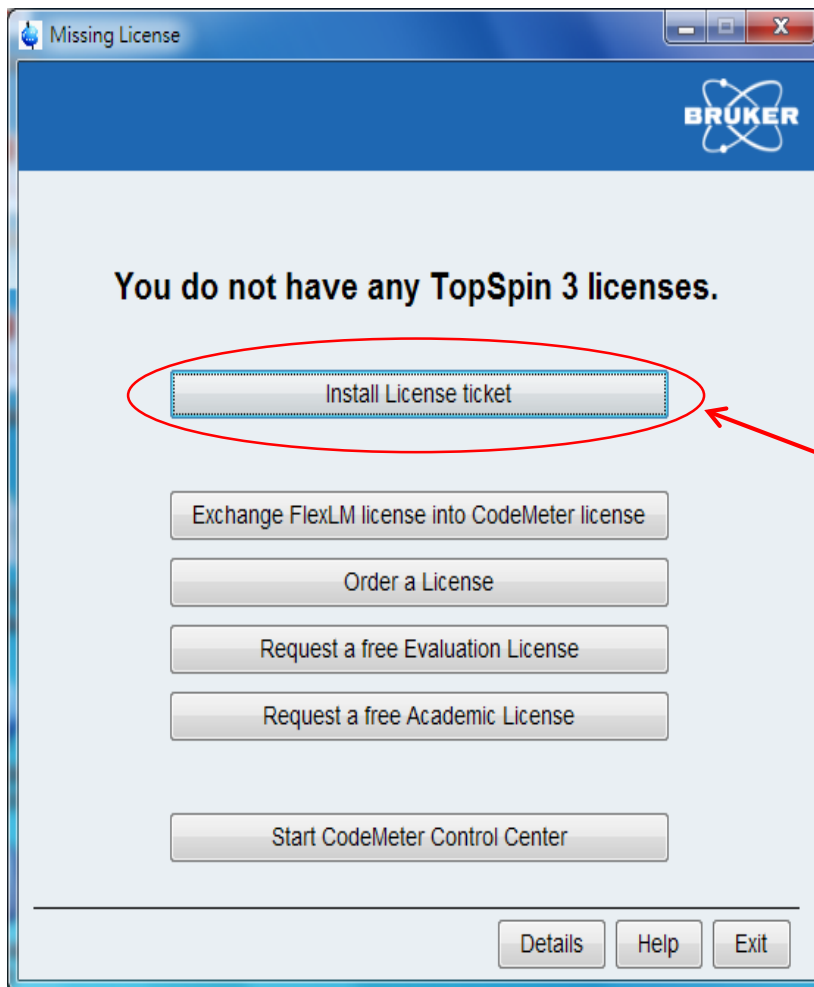 Missing License
BRUKER
You do not have any TopSpin 3 licenses.
Install License ticket
Exchange FlexLM license into CodeMeter license
Order a License
Request a free Evaluation License
Request a free Academic License
Start CodeMeter Control Center
Details Help Exit